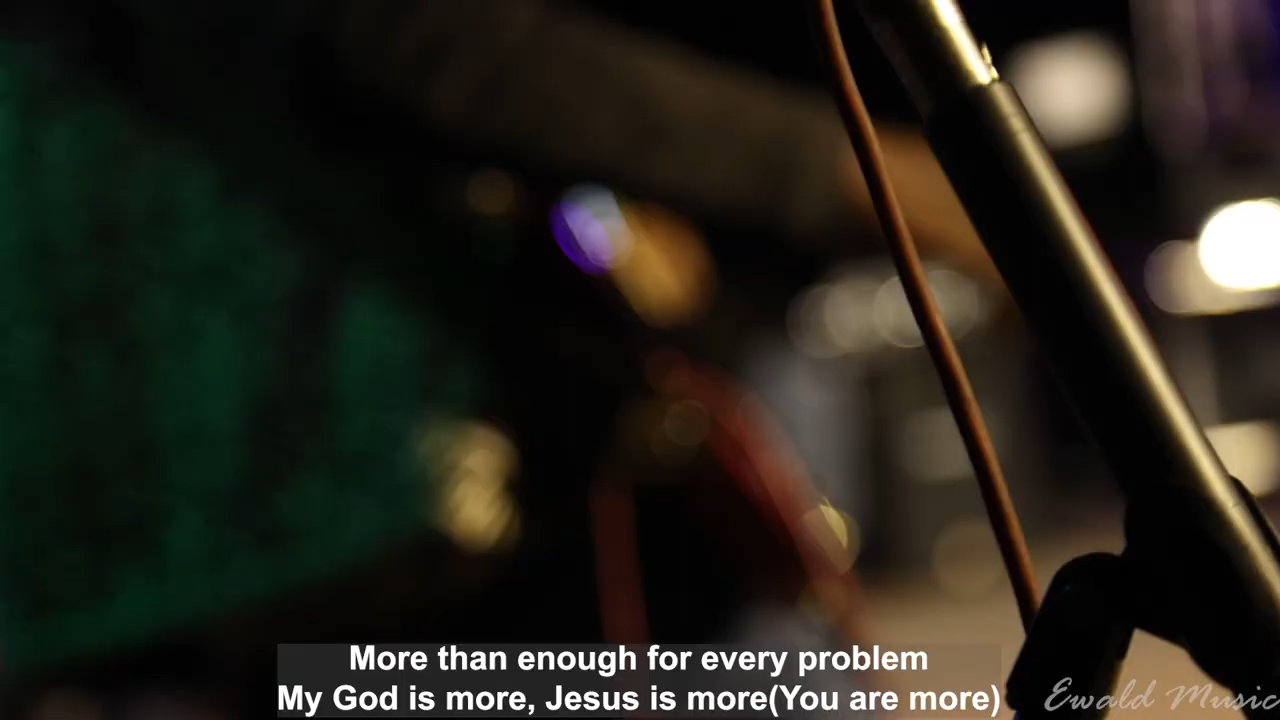 More than enough for every problem
My God is more, Jesus is more(You are more)
Ewald Music